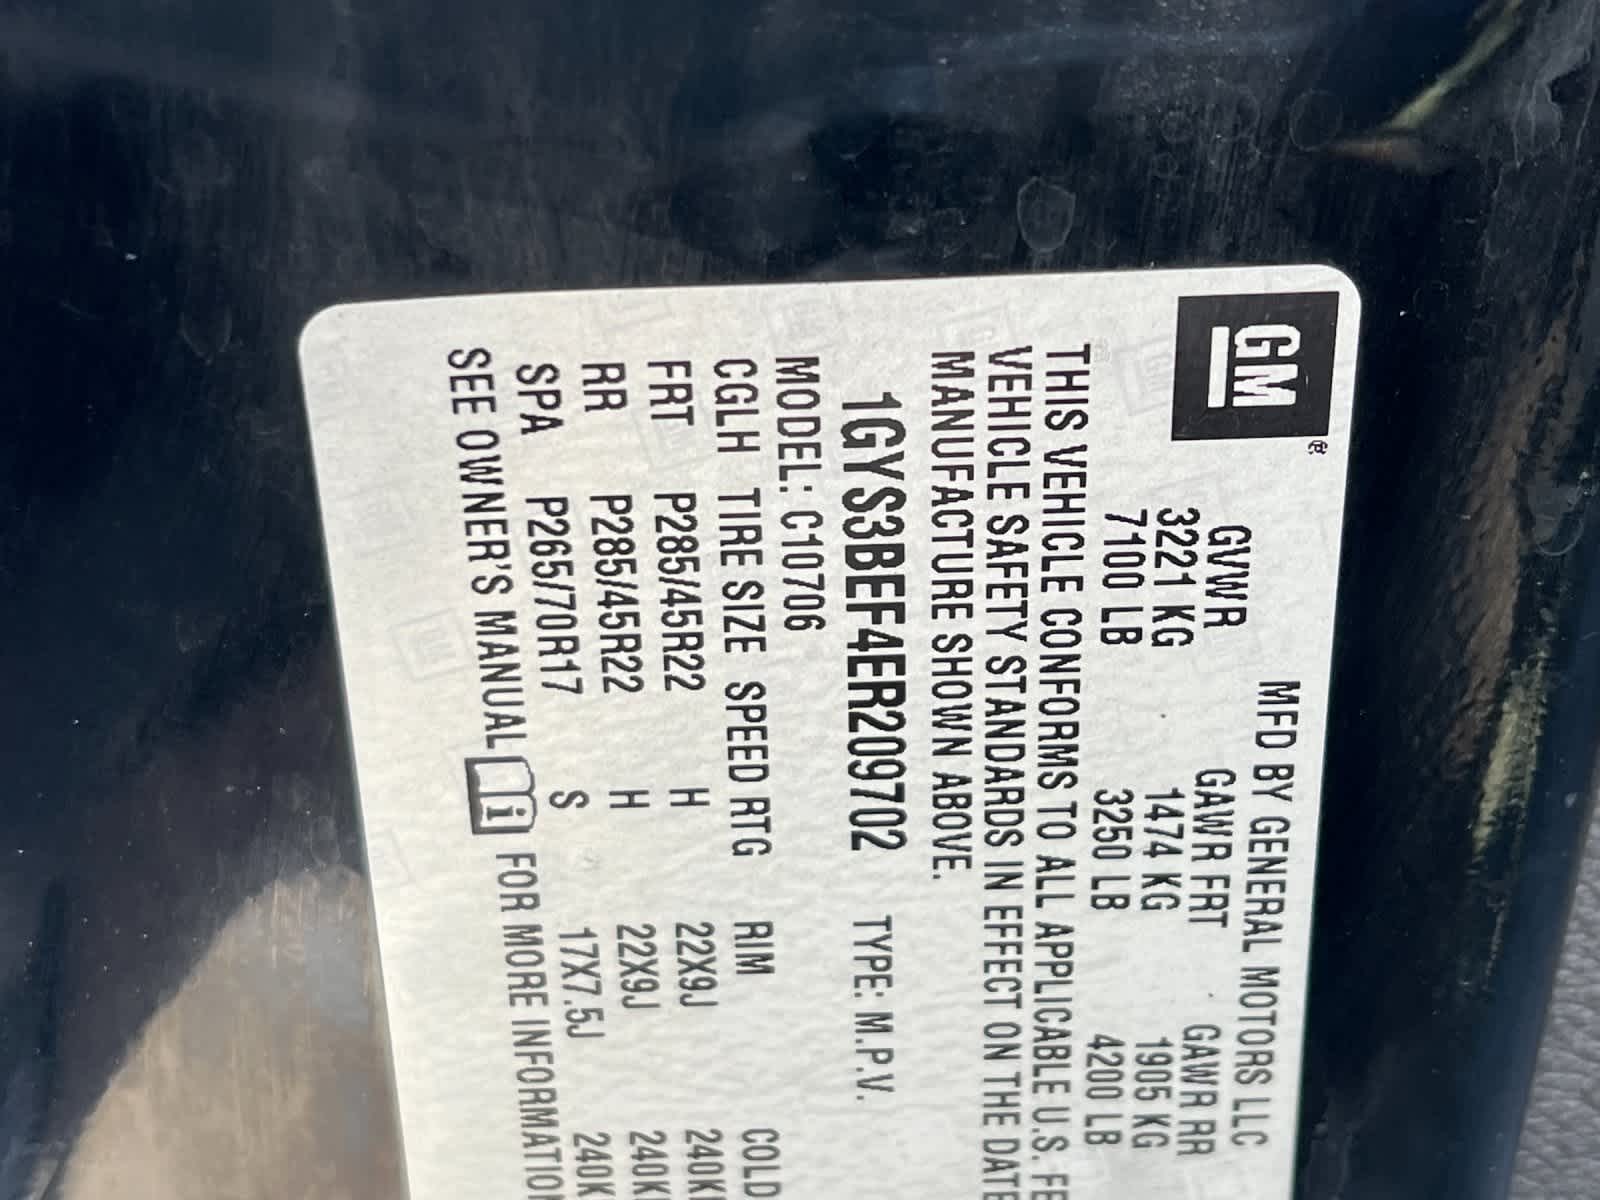 GM
MFD BY GENERAL MOTORS LLC
GVWR GAWR FRT GAWR RR
3221 KG 1474 KG 1905 KG
7100 LB 3250 LB 4200 LB
THIS VEHICLE CONFORMS TO ALL APPLICABLE U.S. FE
VEHICLE SAFETY STANDARDS IN EFFECT ON THE DATE
MANUFACTURE SHOWN ABOVE.
1GYS3BEF4ER209702 TYPE: M.P.V.
MODEL: C10706
CGLH TIRE SIZE SPEED RTG RIM COLD
FRT P285/45R22 H 22X9J 240K
RR P285/45R22 H 22X9J 240K
SPA P265/70R17 S 17X7.5J 240K
SEE OWNER'S MANUAL i FOR MORE INFORMATION